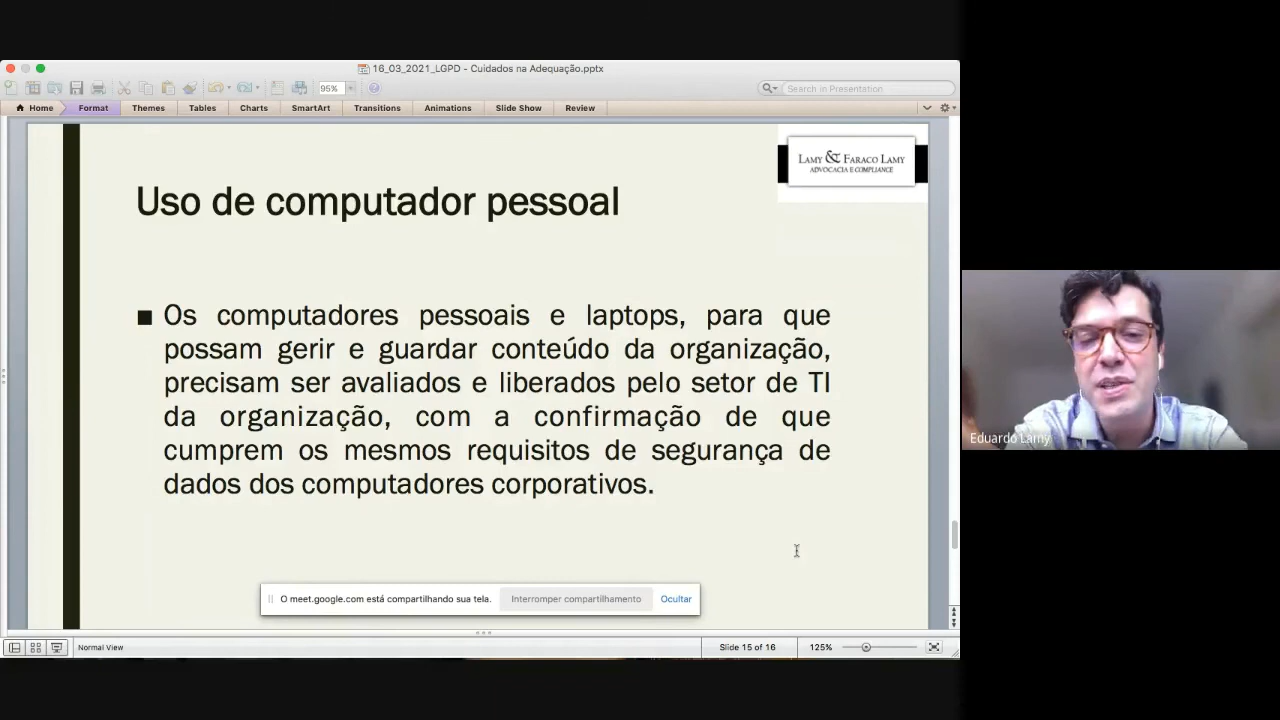 16_03_2021_LGPD - Cuidados na Adequação.pptx
95%
Search in Presentation
Home Format Themes Tables Charts SmartArt Transitions Animations Slide Show Review
LAMY & FARACO LAMY
ADVOCACIA E COMPLIANCE
Uso de computador pessoal
Os computadores pessoais e laptops, para que
possam gerir e guardar conteúdo da organização,
precisam ser avaliados e liberados pelo setor de TI
da organização, com a confirmação de que
cumprem os mesmos requisitos de segurança de
dados dos computadores corporativos.
Eduardo Lamy
O meet.google.com está compartilhando sua tela. Interromper compartilhamento Ocultar
Normal View Slide 15 of 16 125%